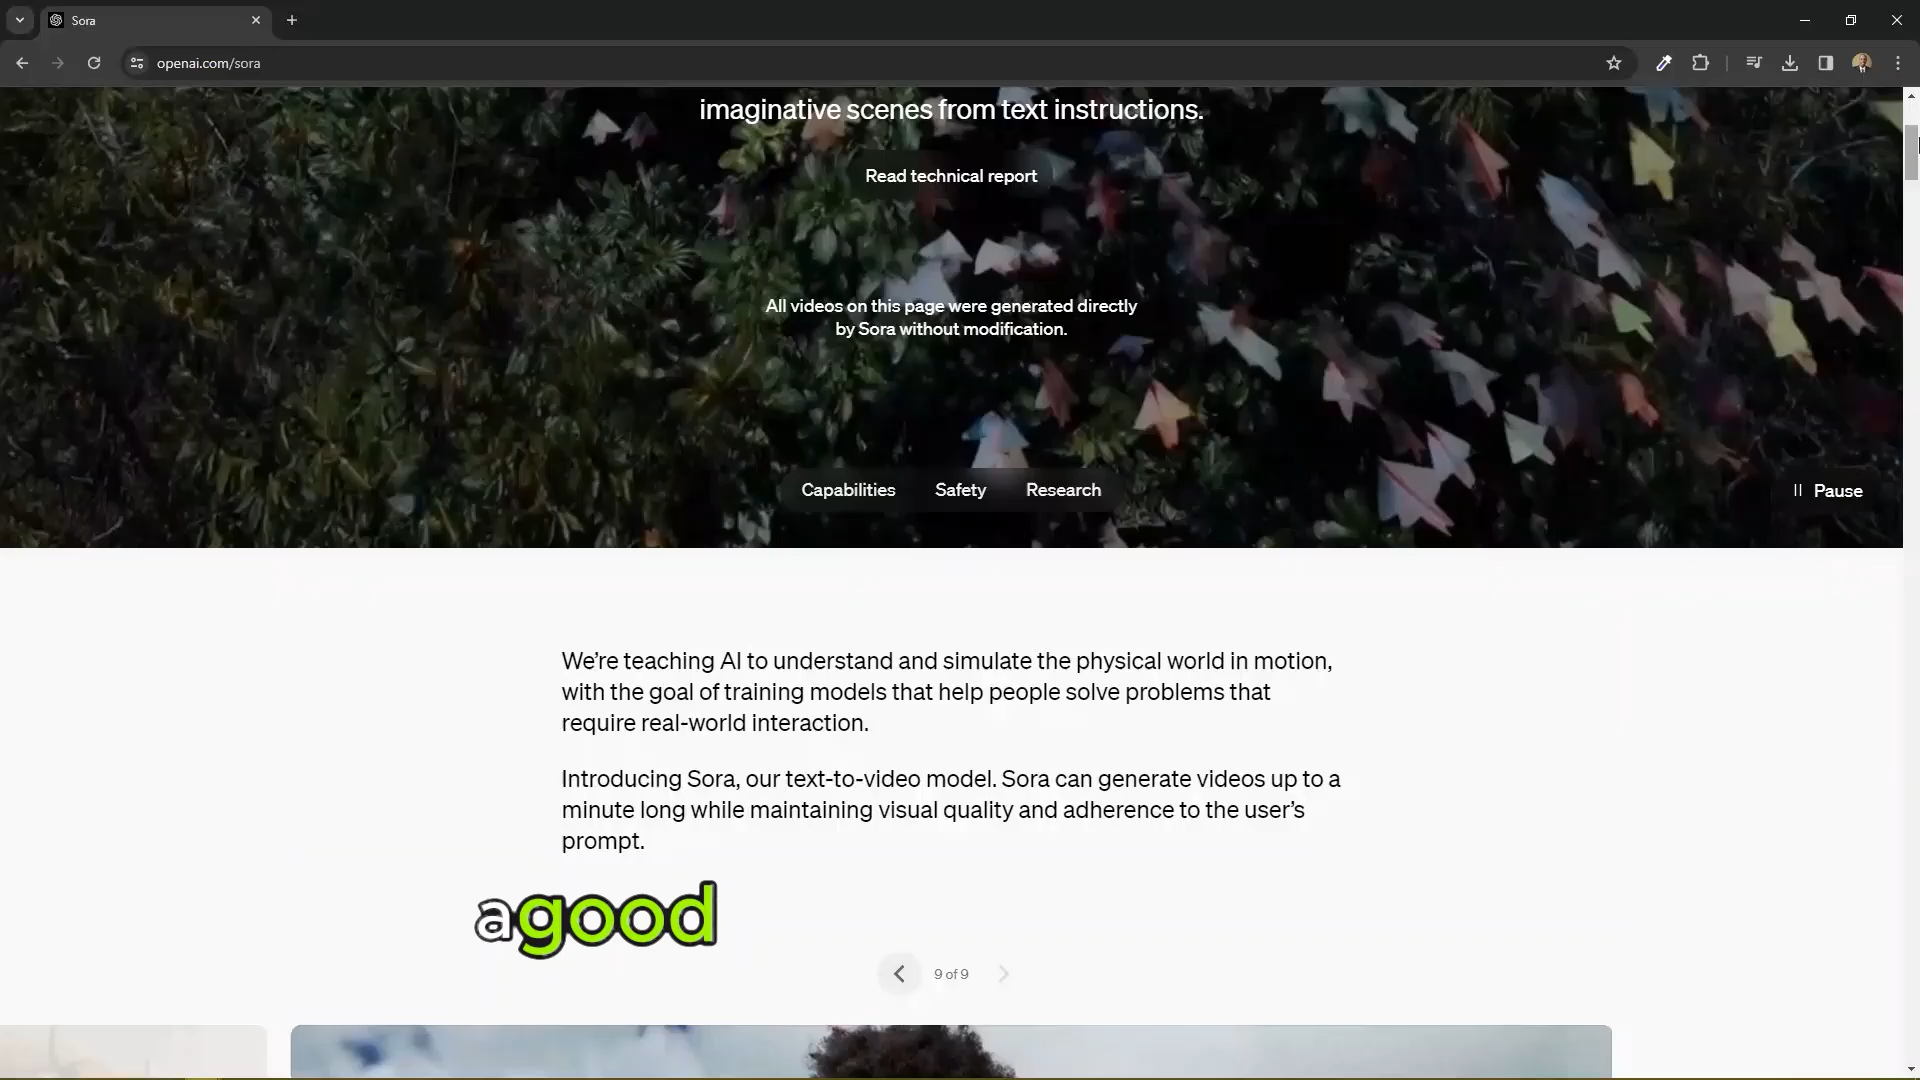 Sora
openai.com/sora
imaginative scenes from text instructions.
Read technical report
All videos on this page were generated directly
by Sora without modification.
Capabilities Safety Research
Pause
We’re teaching AI to understand and simulate the physical world in motion,
with the goal of training models that help people solve problems that
require real-world interaction.
Introducing Sora, our text-to-video model. Sora can generate videos up to a
minute long while maintaining visual quality and adherence to the user’s
prompt.
a good
9 of 9